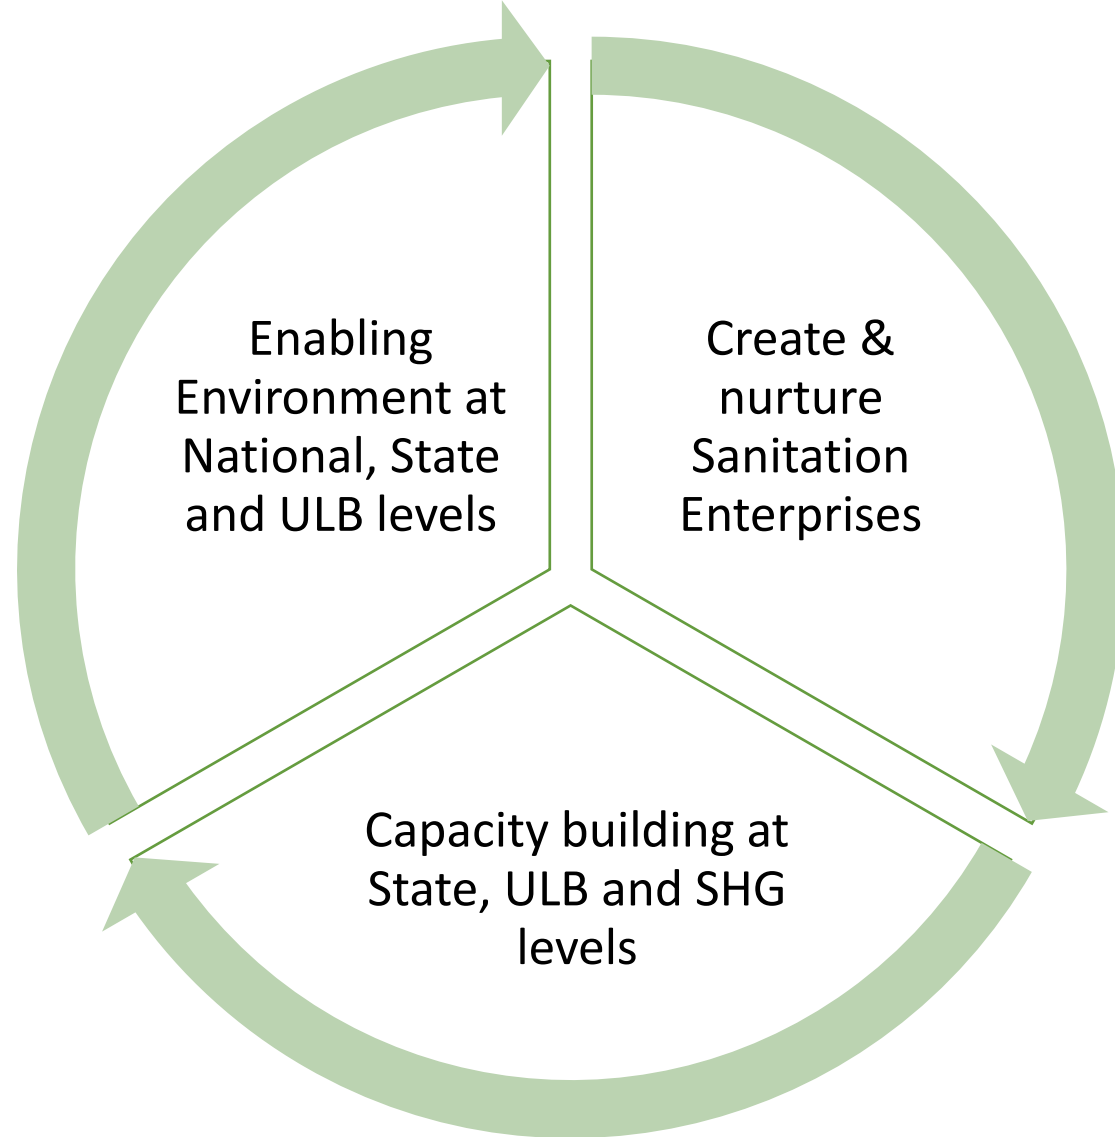 Enabling
Environment at
National, State
and ULB levels
Create &
nurture
Sanitation
Enterprises
Capacity building at
State, ULB and SHG
levels